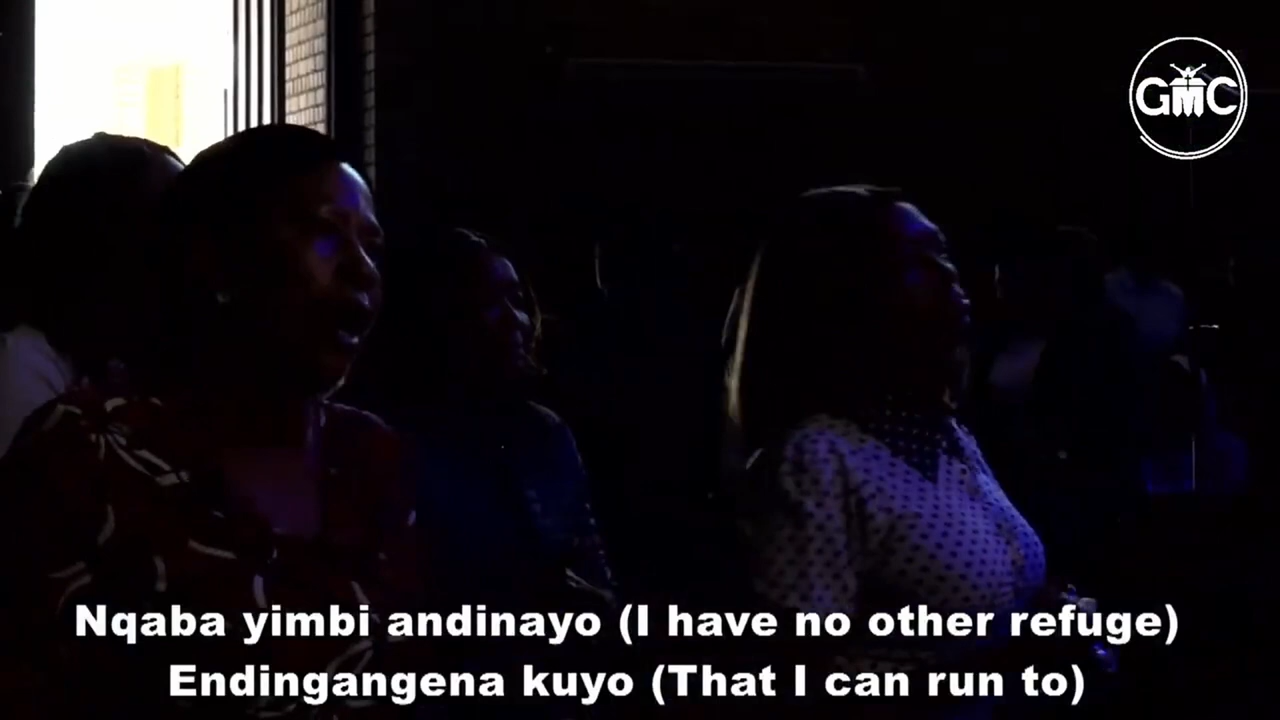 GMC
Nqaba yimbi andinayo (I have no other refuge)
Endingangena kuyo (That I can run to)